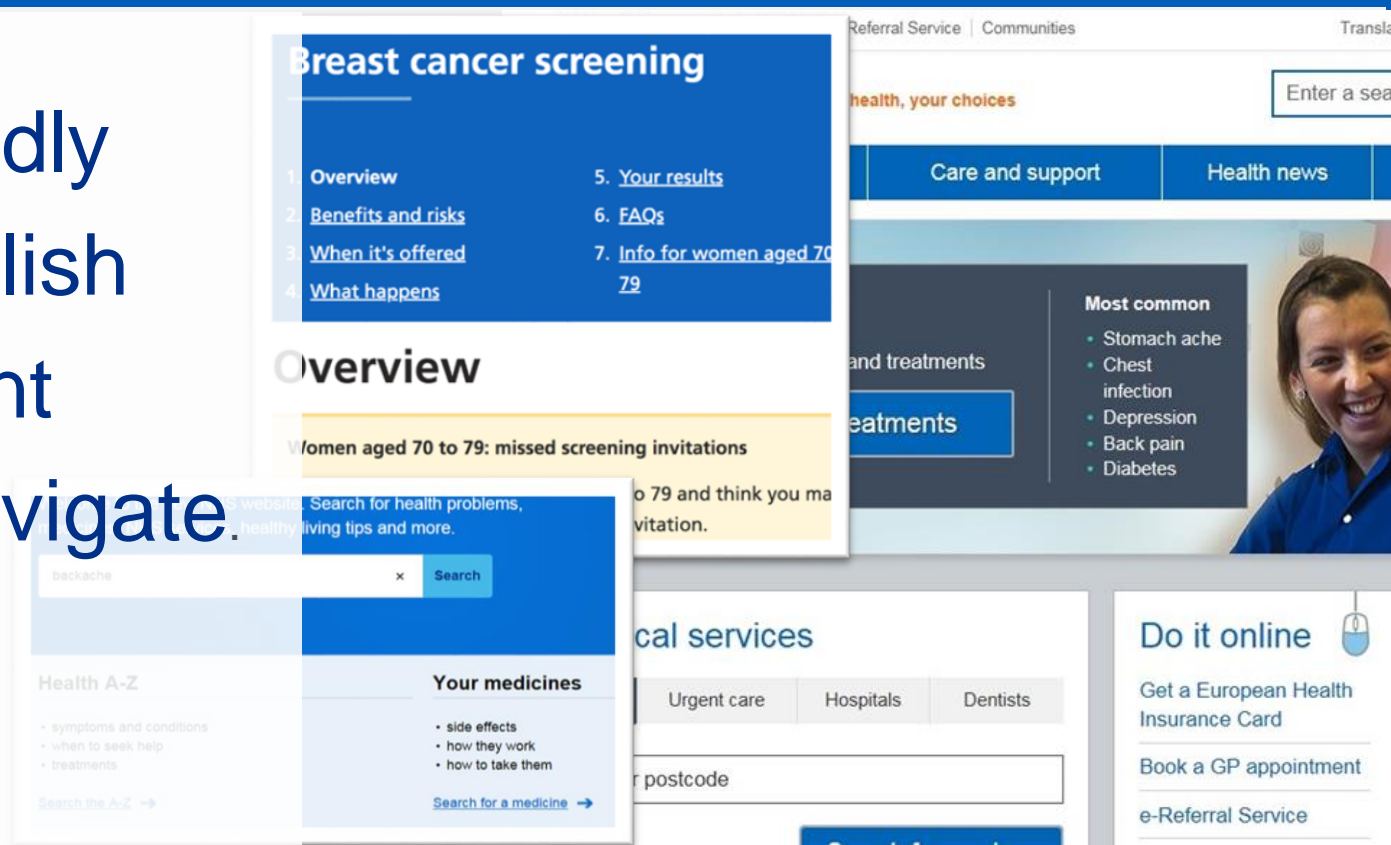 dly
lish
nt
vigate.
Breast cancer screening
1. Overview
2. Benefits and risks
3. When it's offered
4. What happens
5. Your results
6. FAQs
7. Info for women aged 70
79
Overview
Women aged 70 to 79: missed screening invitations
o 79 and think you ma
vitation.
website. Search for health problems,
healthy living tips and more.
backache
×
Search
Health A-Z
• symptoms and conditions
• when to seek help
• treatments
Search the A-Z →
Your medicines
• side effects
• how they work
• how to take them
Search for a medicine →
Referral Service | Communities
Transla
health, your choices
Enter a sea
Care and support
Health news
and treatments
eatments
Most common
• Stomach ache
• Chest
infection
• Depression
• Back pain
• Diabetes
cal services
Urgent care
Hospitals
Dentists
r postcode
Do it online
Get a European Health
Insurance Card
Book a GP appointment
e-Referral Service